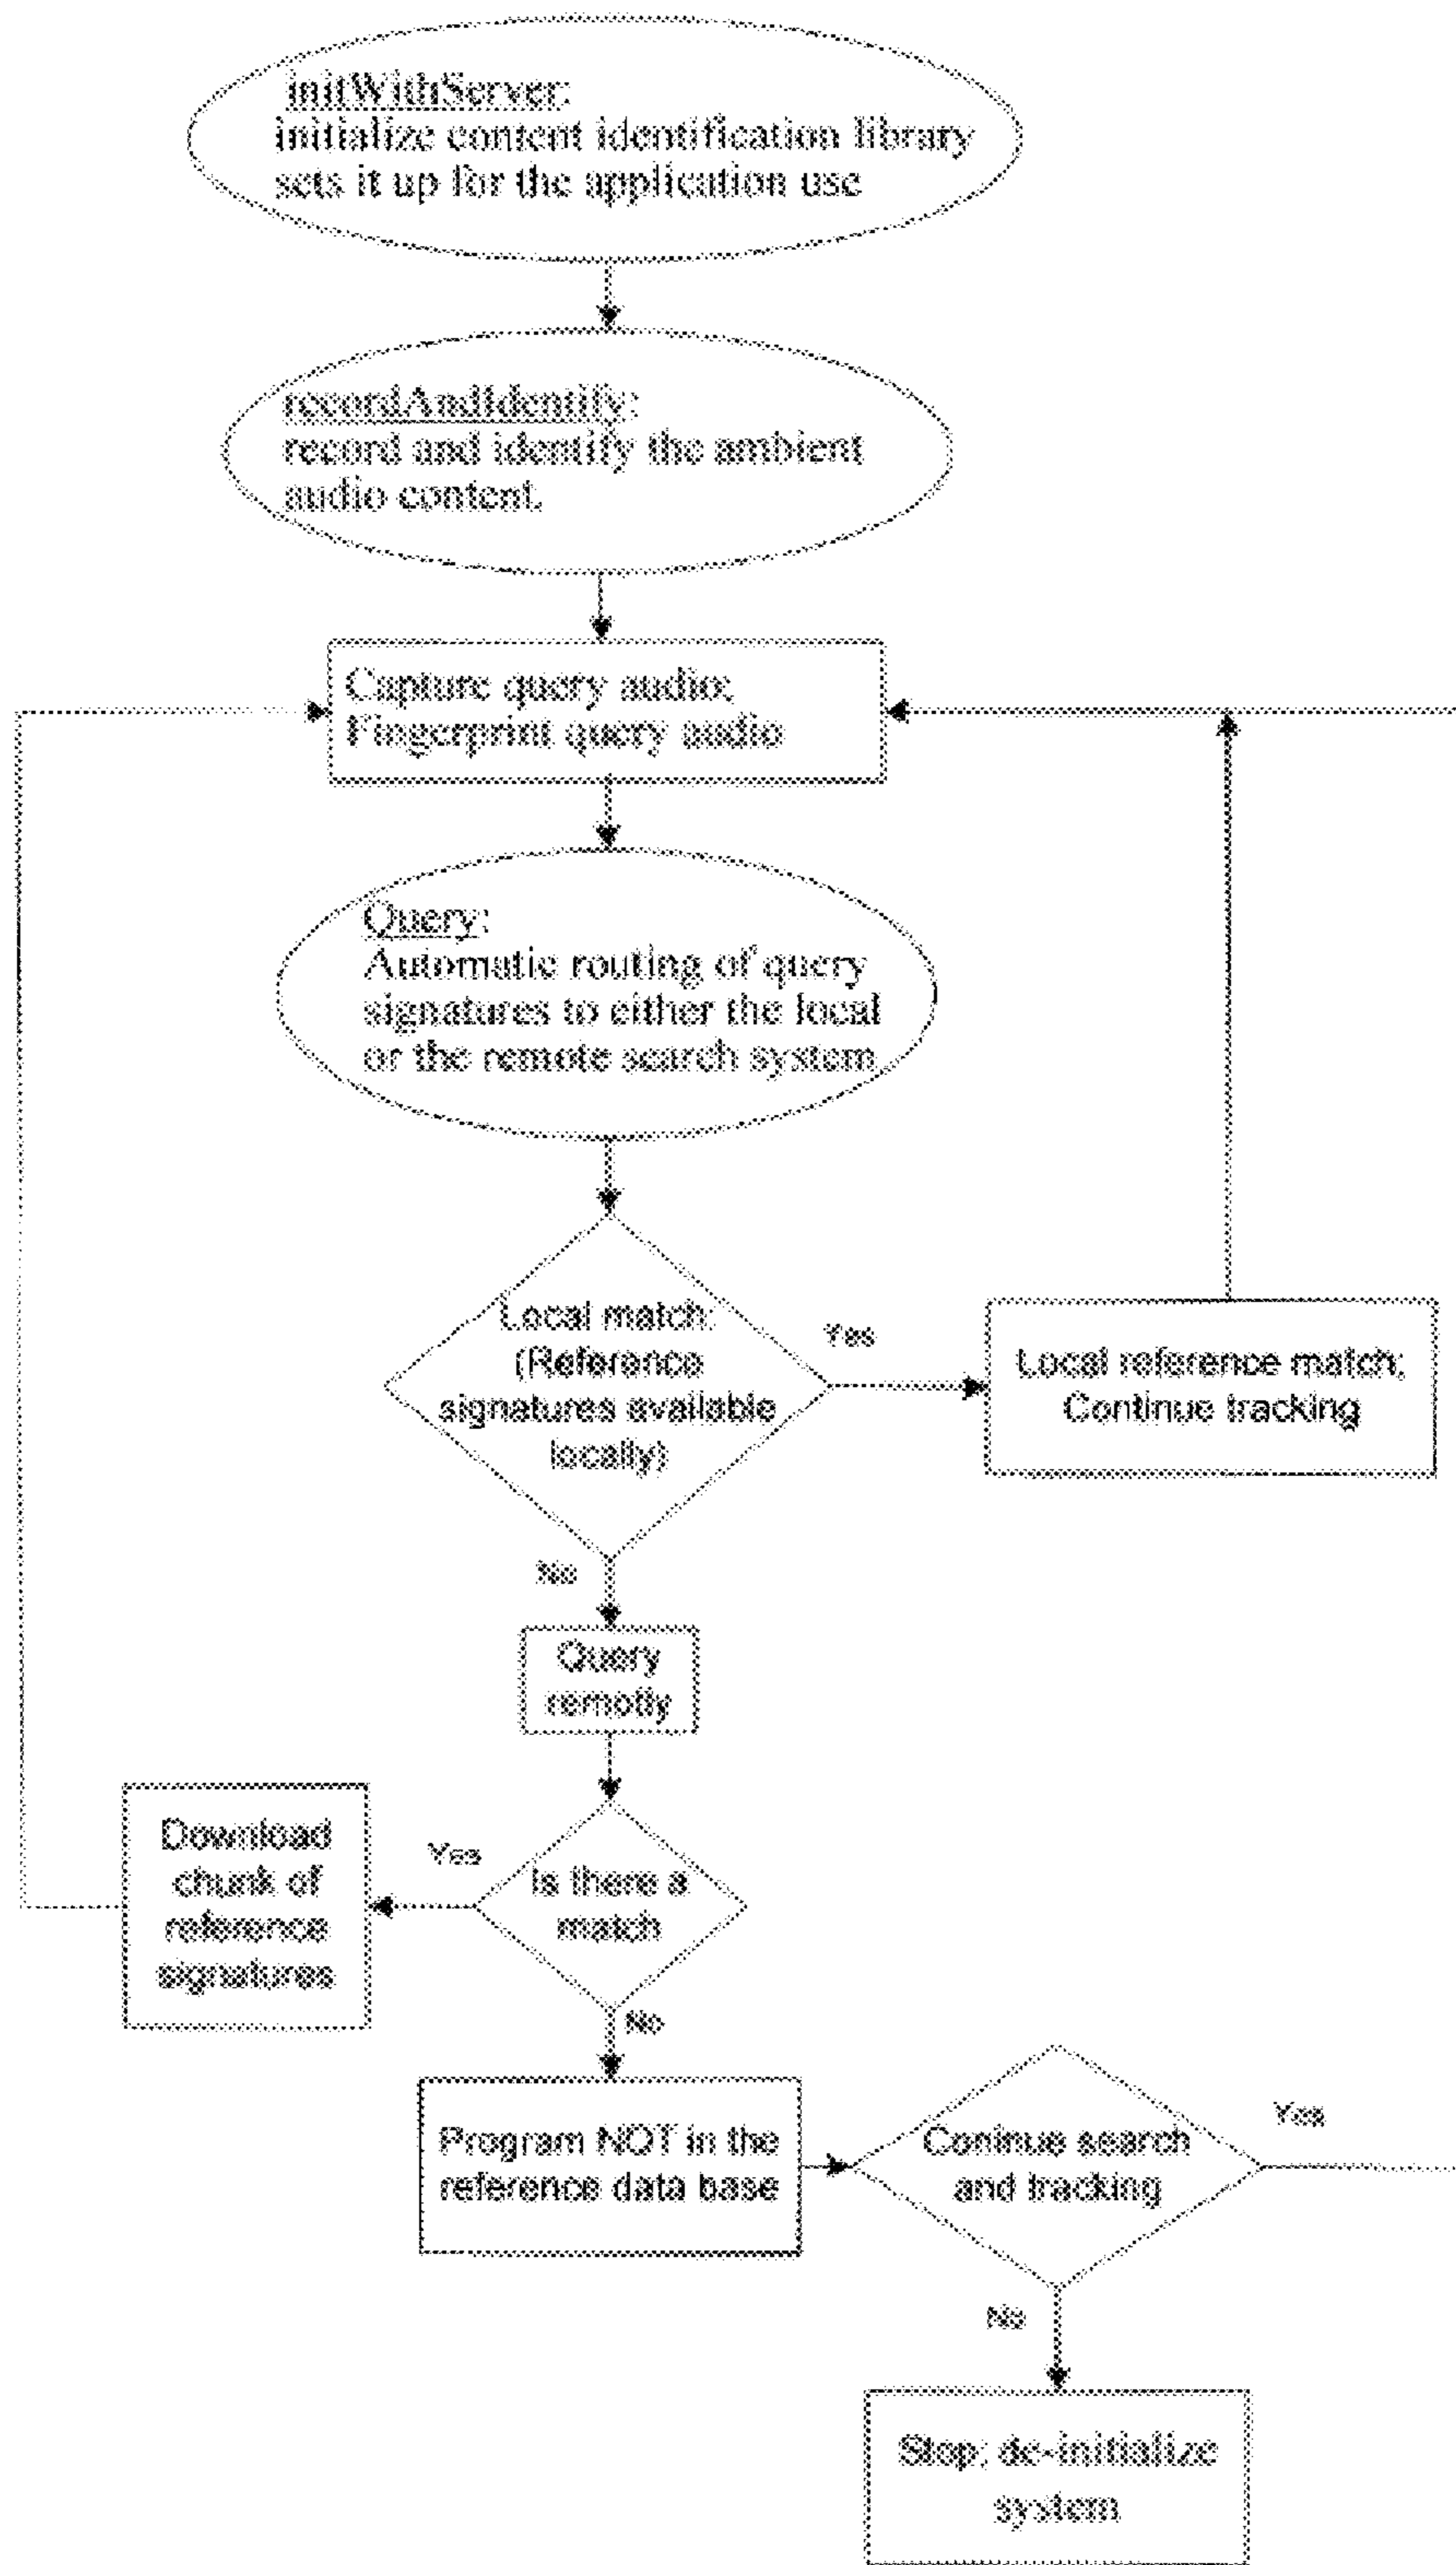 initWithServer:
initialize content identification library
sets it up for the application use
recordAndIdentify:
record and identify the ambient
audio content.
Capture query audio;
Fingerprint query audio
Query:
Automatic routing of query
signatures to either the local
or the remote search system
Local match:
(Reference
signatures available
locally)
Yes
Local reference match;
Continue tracking
No
Query
remotly
Download
chunk of
reference
signatures
Yes
Is there a
match
No
Program NOT in the
reference data base
Coninue search
and tracking
Yes
No
Stop; de-initialize
system